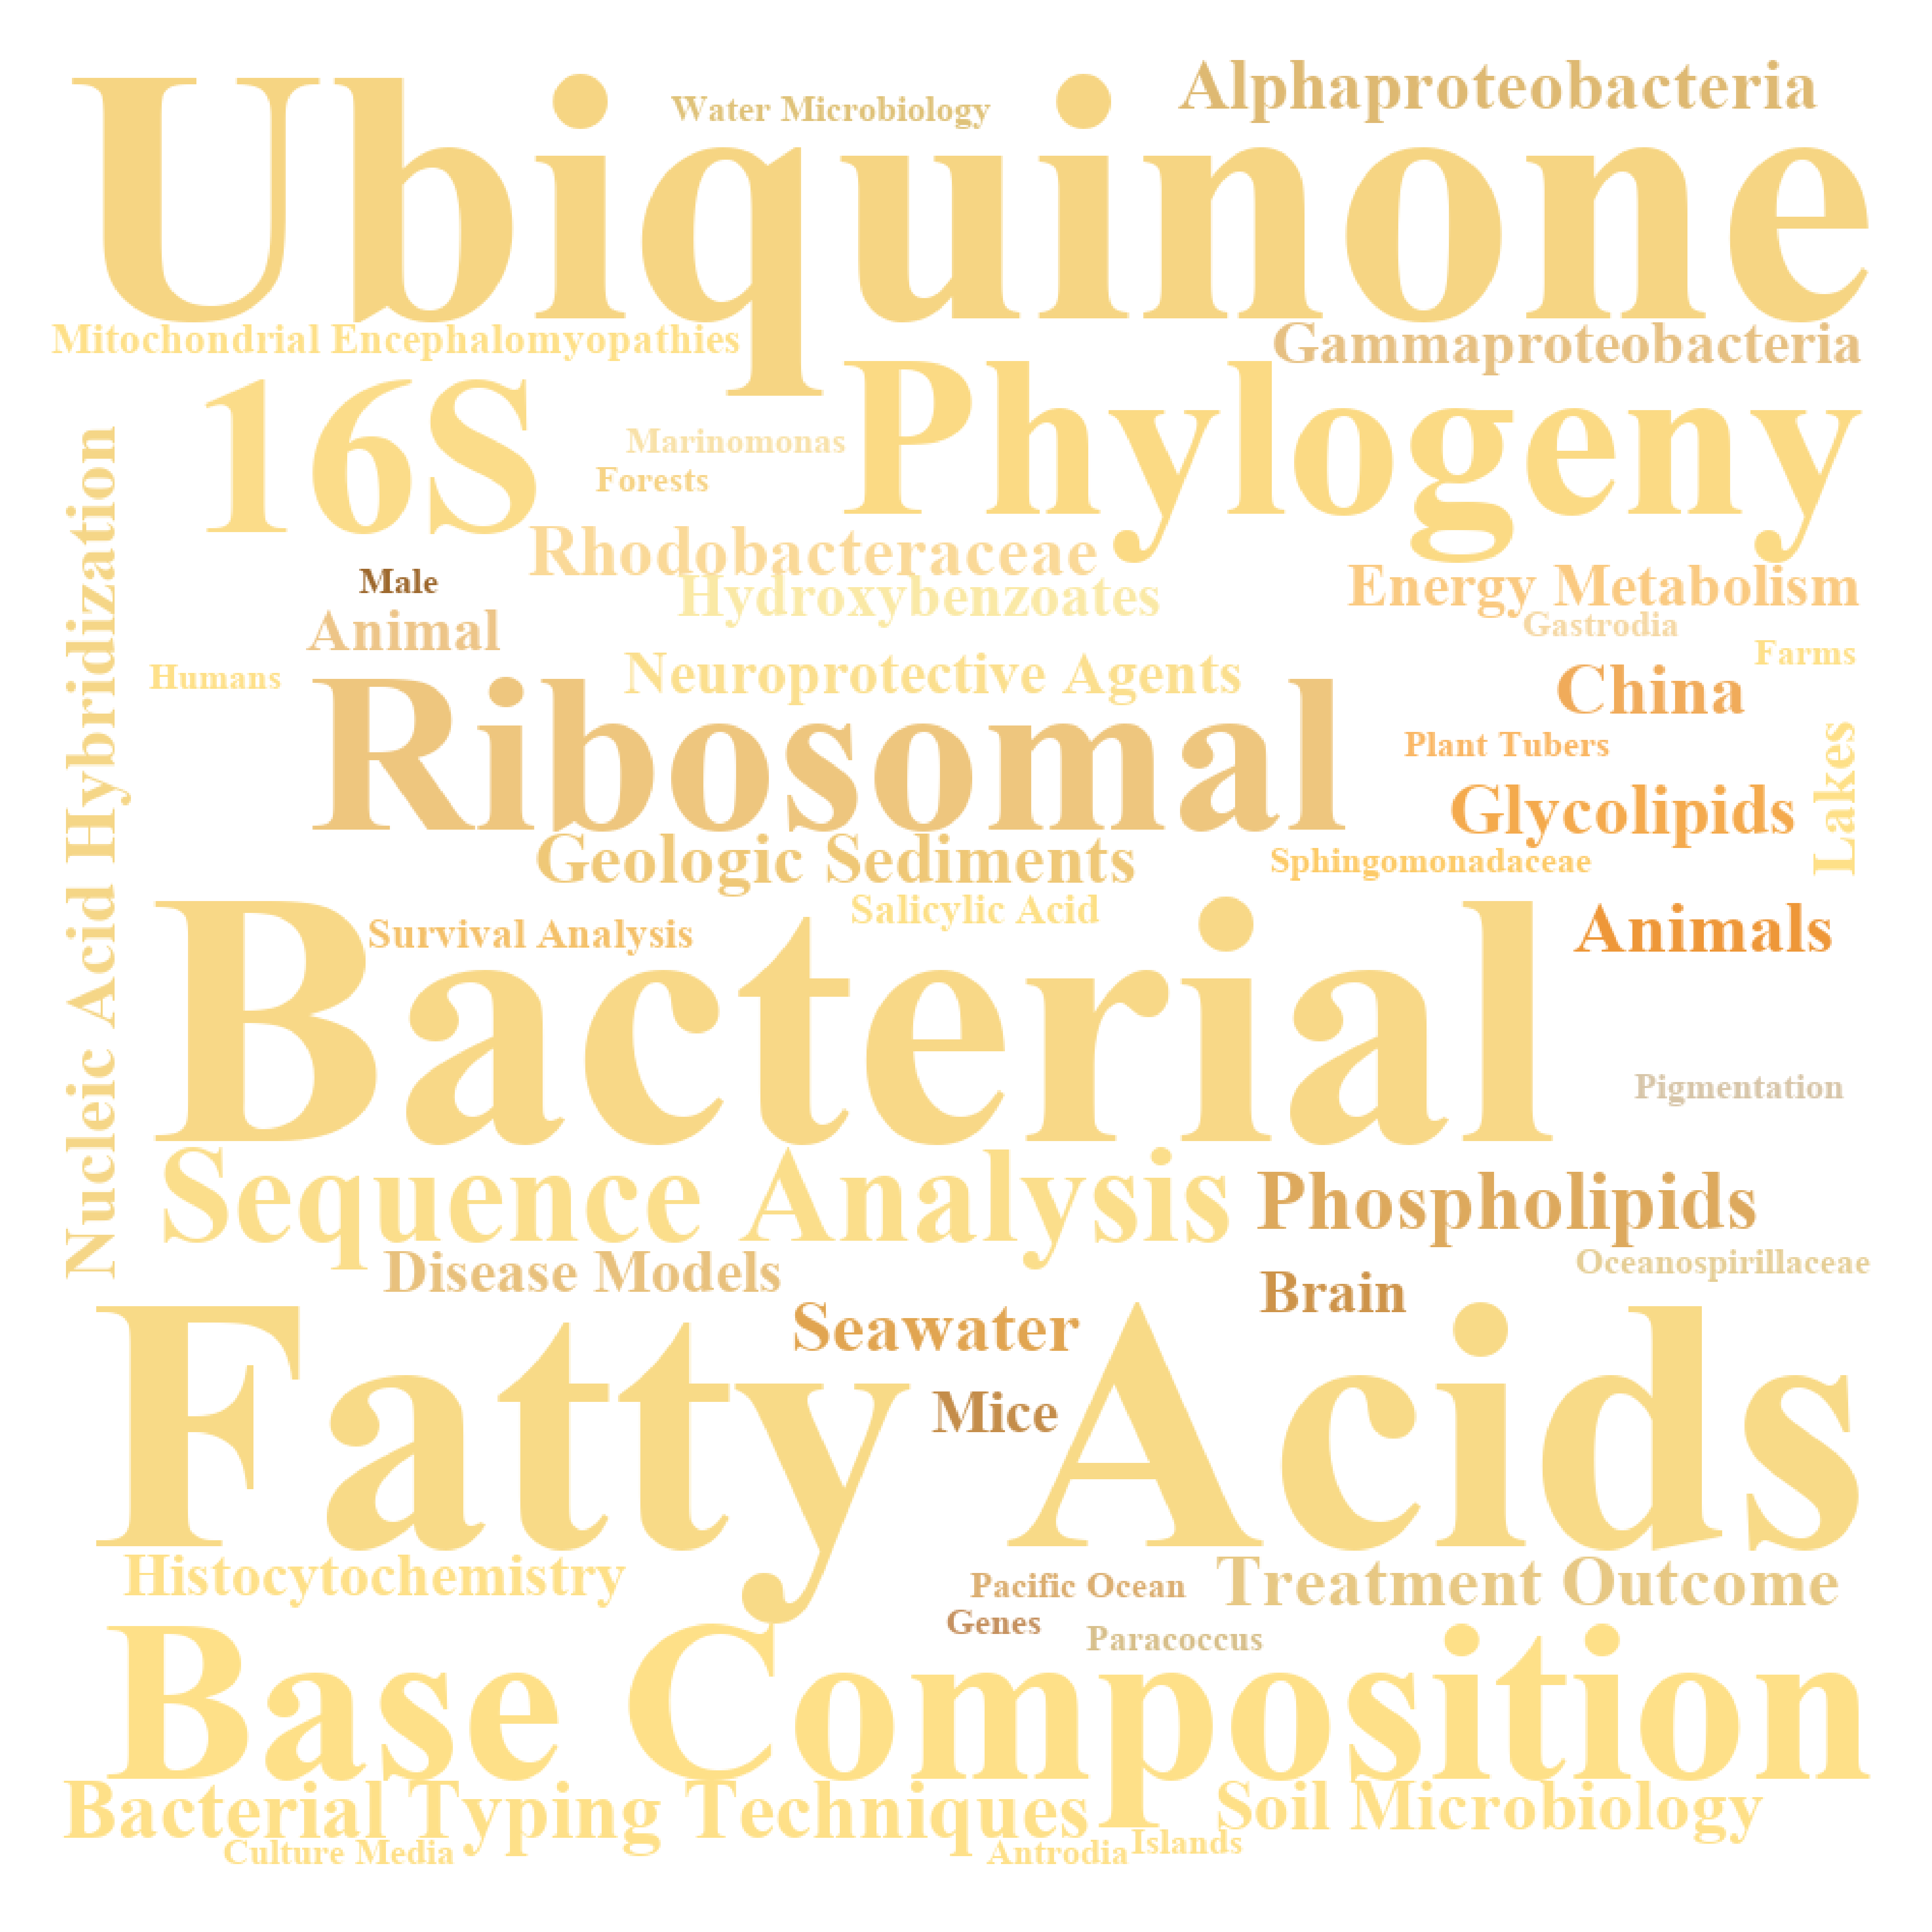 Alphaproteobacteria
Water Microbiology
Ubiquinone
Mitochondrial Encephalomyopathies
Gammaproteobacteria
16S
Phylogeny
Marinomonas
Forests
Nucleic Acid Hybridization
Rhodobacteraceae
Male
Hydroxybenzoates
Energy Metabolism
Animal
Gastrodia
Farms
Humans
Neuroprotective Agents
China
Ribosomal
Plant Tubers
Lakes
Glycolipids
Geologic Sediments
Sphingomonadaceae
Salicylic Acid
Survival Analysis
Animals
Bacterial
Pigmentation
Sequence Analysis
Phospholipids
Disease Models
Oceanospirillaceae
Brain
Seawater
Mice
Fatty Acids
Histocytochemistry
Pacific Ocean
Treatment Outcome
Genes
Paracoccus
Base Composition
Bacterial Typing Techniques
Soil Microbiology
Culture Media
Antrodia
Islands